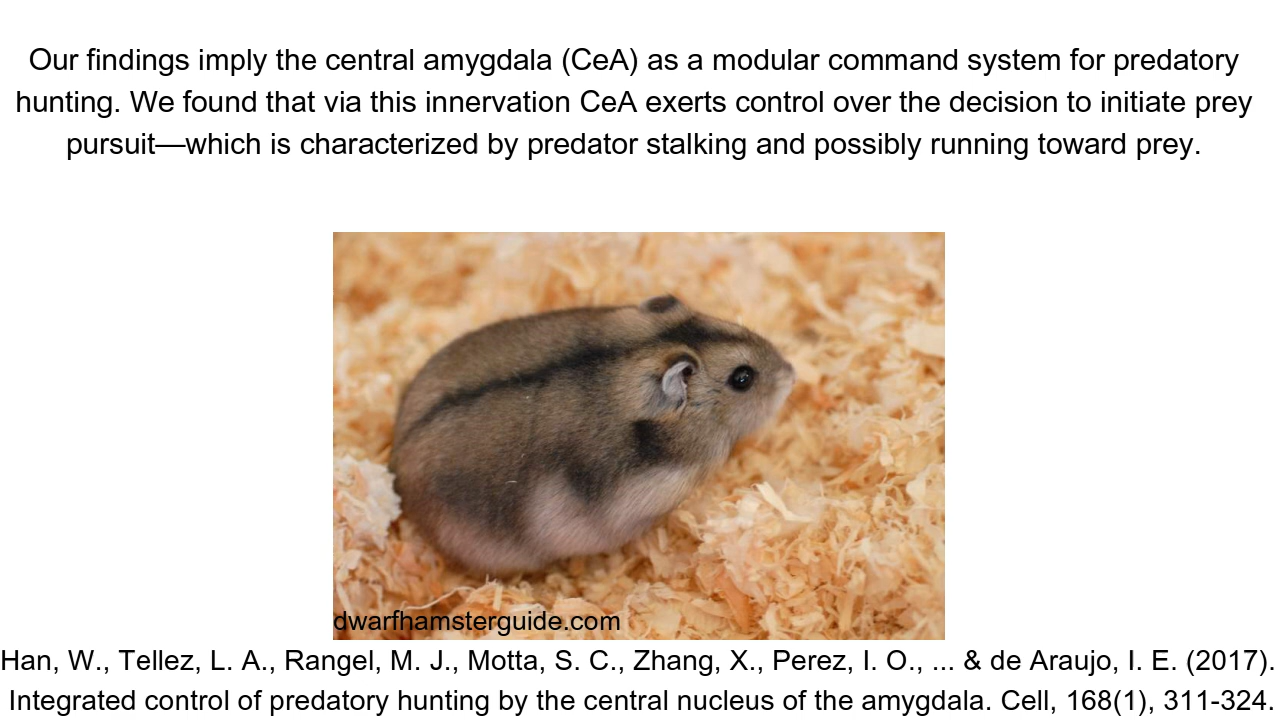 Our findings imply the central amygdala (CeA) as a modular command system for predatory
hunting. We found that via this innervation CeA exerts control over the decision to initiate prey
pursuit—which is characterized by predator stalking and possibly running toward prey.
dwarfhamsterguide.com
Han, W., Tellez, L. A., Rangel, M. J., Motta, S. C., Zhang, X., Perez, I. O., ... & de Araujo, I. E. (2017).
Integrated control of predatory hunting by the central nucleus of the amygdala. Cell, 168(1), 311-324.